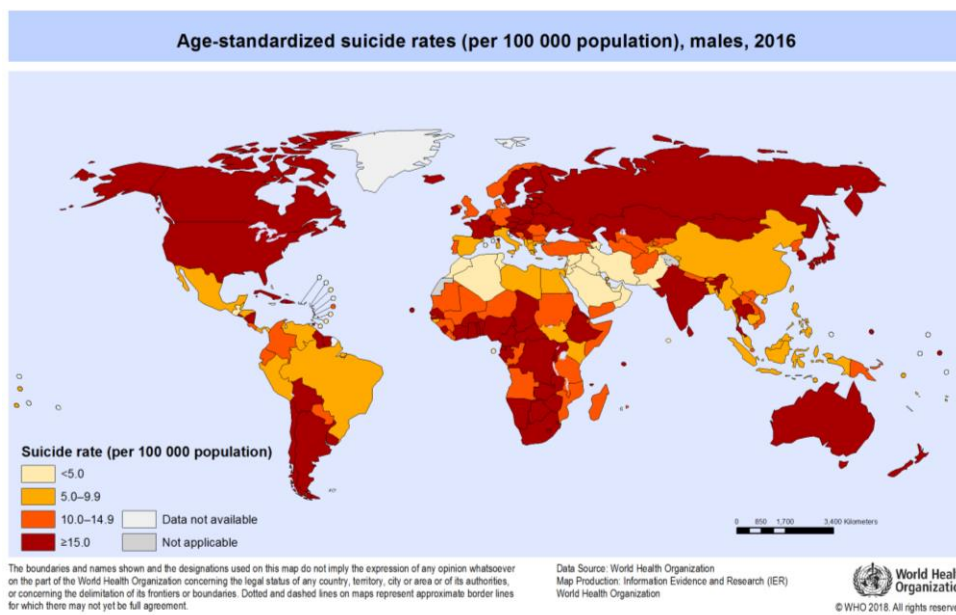 Age-standardized suicide rates (per 100 000 population), males, 2016
Suicide rate (per 100 000 population)
<5.0
5.0–9.9
10.0–14.9
≥15.0
Data not available
Not applicable
0 850 1,700 3,400 Kilometers
The boundaries and names shown and the designations used on this map do not imply the expression of any opinion whatsoever
on the part of the World Health Organization concerning the legal status of any country, territory, city or area or of its authorities,
or concerning the delimitation of its frontiers or boundaries. Dotted and dashed lines on maps represent approximate border lines
for which there may not yet be full agreement.
Data Source: World Health Organization
Map Production: Information Evidence and Research (IER)
World Health Organization
World Heal
Organizatio
© WHO 2018. All rights reserve